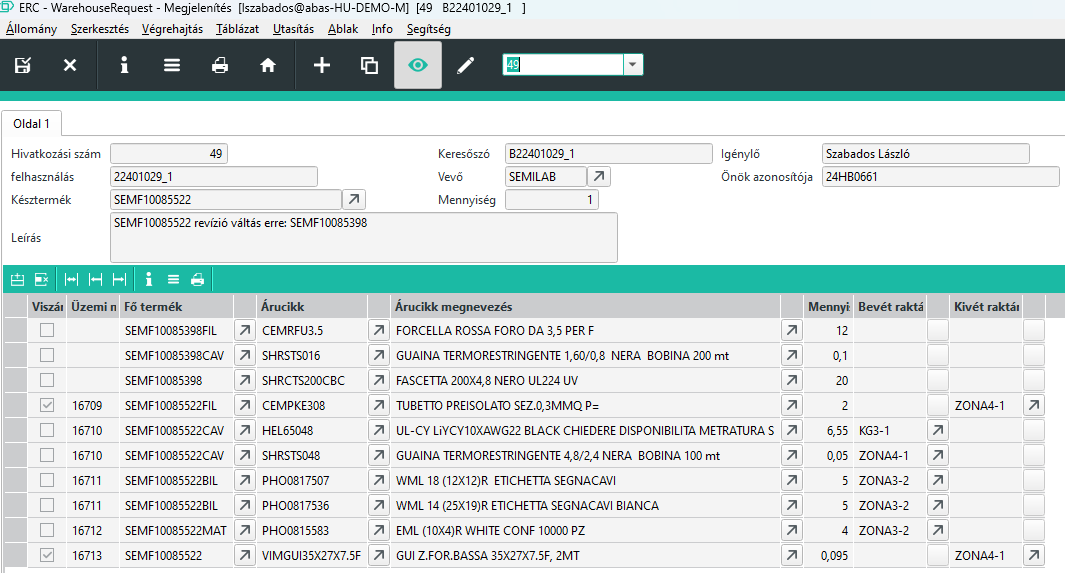 ERC - WarehouseRequest - Megjelenítés [lszabados@abas-HU-DEMO-M] [49 B22401029_1 ]
Állomány Szerkesztés Végrehajtás Táblázat Utasítás Ablak Info Segítség
49
Oldal 1
Hivatkozási szám 49 Keresőszó B22401029_1 Igénylő Szabados László
felhasználás 22401029_1 Vevő SEMILAB Önök azonosítója 24HB0661
Késztermék SEMF10085522 Mennyiség 1
Leírás SEMF10085522 revízió váltás erre: SEMF10085398
Viszár Üzemi n Fő termék Árucikk Árucikk megnevezés Mennyi Bevét raktá Kivét raktár
SEMF10085398FIL CEMRFU3.5 FORCELLA ROSSA FORO DA 3,5 PER F 12
SEMF10085398CAV SHRSTS016 GUAINA TERMORESTRINGENTE 1,60/0,8 NERA BOBINA 200 mt 0,1
SEMF10085398 SHRCTS200CBC FASCETTA 200X4,8 NERO UL224 UV 20
16709 SEMF10085522FIL CEMPKE308 TUBETTO PREISOLATO SEZ.0,3MMQ P= 2 ZONA4-1
16710 SEMF10085522CAV HEL65048 UL-CY LiYCY10XAWG22 BLACK CHIEDERE DISPONIBILITA METRATURA S 6,55 KG3-1
16710 SEMF10085522CAV SHRSTS048 GUAINA TERMORESTRINGENTE 4,8/2,4 NERA BOBINA 100 mt 0,05 ZONA4-1
16711 SEMF10085522BIL PHO0817507 WML 18 (12X12)R ETICHETTA SEGNACAVI 5 ZONA3-2
16711 SEMF10085522BIL PHO0817536 WML 14 (25X19)R ETICHETTA SEGNACAVI BIANCA 5 ZONA3-2
16712 SEMF10085522MAT PHO0815583 EML (10X4)R WHITE CONF 10000 PZ 4 ZONA3-2
16713 SEMF10085522 VIMGUI35X27X7.5F GUI Z.FOR.BASSA 35X27X7.5F, 2MT 0,095 ZONA4-1